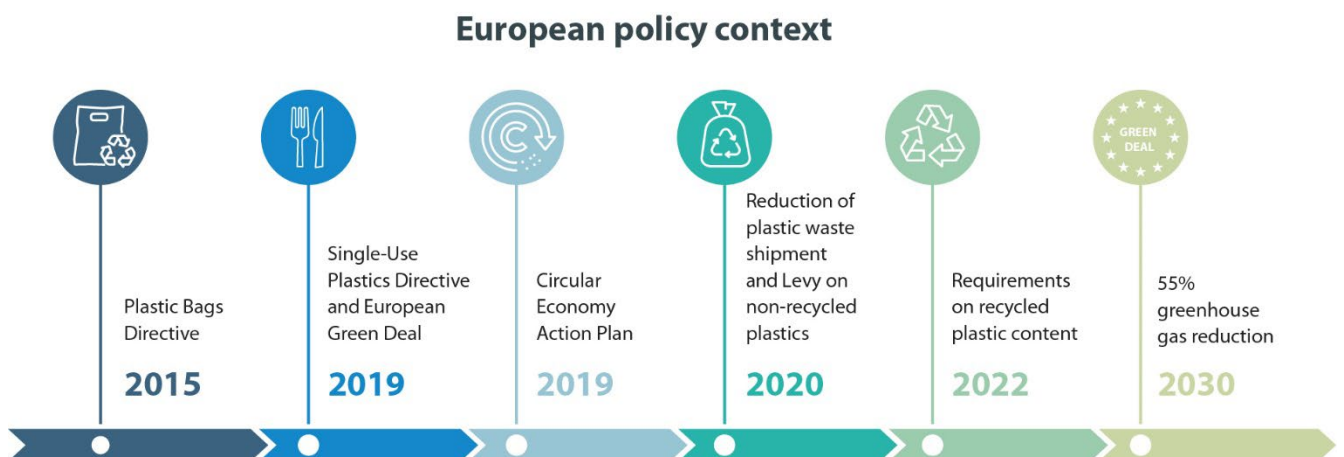 European policy context
Plastic Bags
Directive
2015
Single-Use
Plastics Directive
and European
Green Deal
2019
C
Circular
Economy
Action Plan
2019
Reduction of
plastic waste
shipment
and Levy on
non-recycled
plastics
2020
Requirements
on recycled
plastic content
2022
GREEN
DEAL
55%
greenhouse
gas reduction
2030